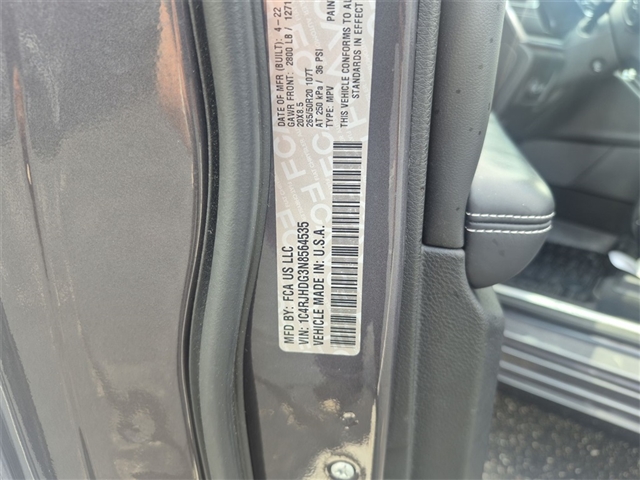 MFD BY: FCA US LLC
DATE OF MFR (BUILT): 4-22
GAWR FRONT: 2800 LB / 1271
20X8.5
265/50R20 107T
AT 250 kPa / 36 PSI
TYPE: MPV
THIS VEHICLE CONFORMS TO AL
STANDARDS IN EFFECT
PAIN
VIN: 1C4RJHDG3N8564535
VEHICLE MADE IN: U.S.A.